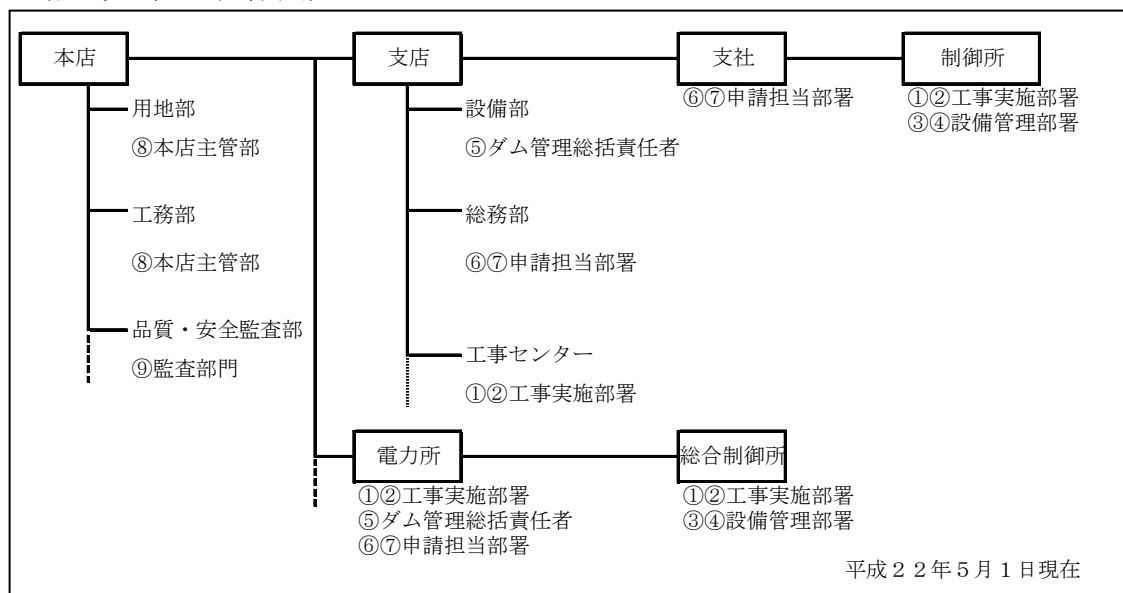 本店
支店
支社
制御所
用地部
⑧本店主管部
工務部
⑧本店主管部
品質・安全監査部
⑨監査部門
設備部
⑤ダム管理総括責任者
総務部
⑥⑦申請担当部署
工事センター
①②工事実施部署
⑥⑦申請担当部署
①②工事実施部署
③④設備管理部署
電力所
①②工事実施部署
⑤ダム管理総括責任者
⑥⑦申請担当部署
総合制御所
①②工事実施部署
③④設備管理部署
平成22年5月1日現在